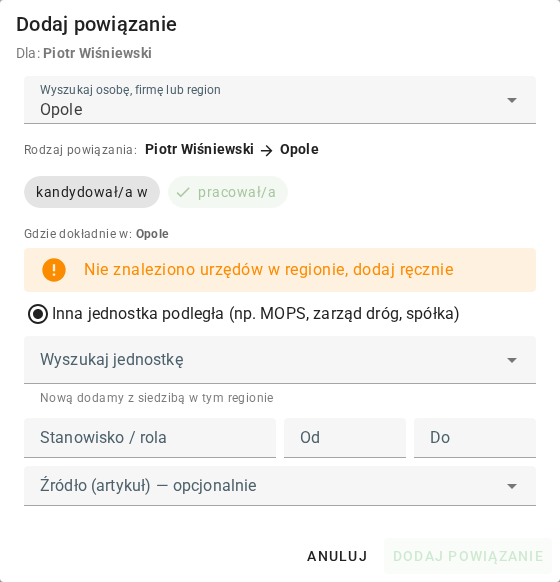 Dodaj powiązanie
Dla: Piotr Wiśniewski
Wyszukaj osobę, firmę lub region
Opole
Rodzaj powiązania: Piotr Wiśniewski → Opole
kandydował/a w
pracował/a
Gdzie dokładnie w: Opole
Nie znaleziono urzędów w regionie, dodaj ręcznie
Inna jednostka podległa (np. MOPS, zarząd dróg, spółka)
Wyszukaj jednostkę
Nową dodamy z siedzibą w tym regionie
Stanowisko / rola
Od
Do
Źródło (artykuł) — opcjonalnie
ANULUJ
DODAJ POWIĄZANIE